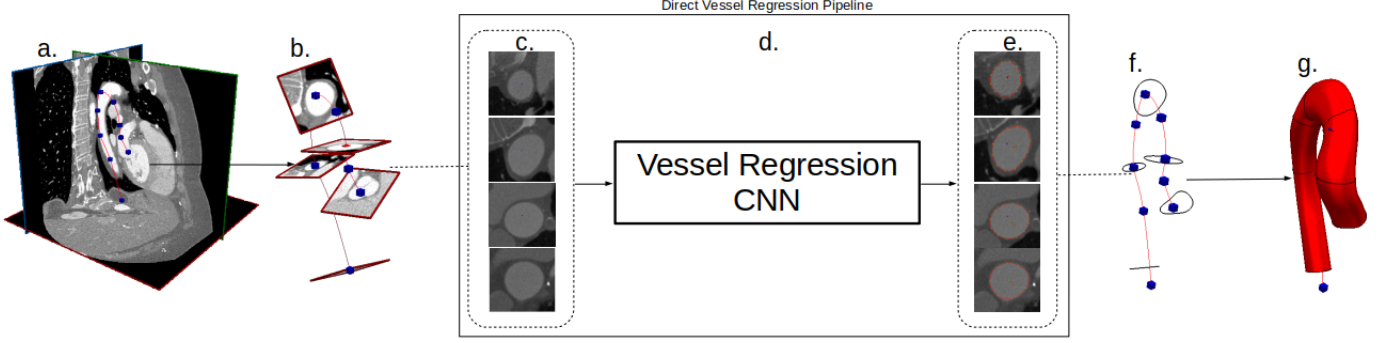 Direct Vessel Regression Pipeline
a.
b.
c.
d.
e.
f.
g.
Vessel Regression
CNN